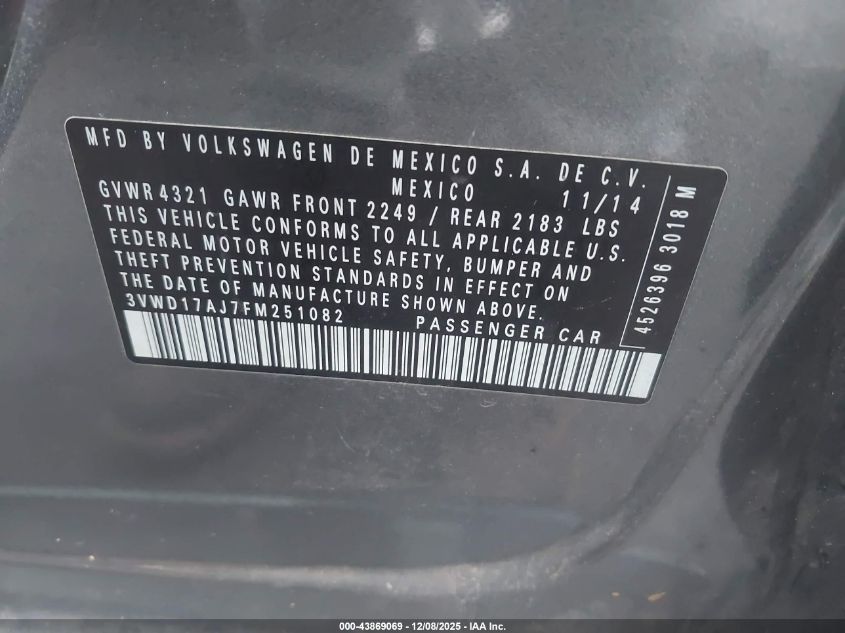 MFD BY VOLKSWAGEN DE MEXICO S.A. DE C.V.
MEXICO 11/14
GVWR 4321 GAWR FRONT 2249 / REAR 2183 LBS
THIS VEHICLE CONFORMS TO ALL APPLICABLE U.S.
FEDERAL MOTOR VEHICLE SAFETY, BUMPER AND
THEFT PREVENTION STANDARDS IN EFFECT ON
THE DATE OF MANUFACTURE SHOWN ABOVE.
3VWD17AJ7FM251082 PASSENGER CAR
4526396 3018 M
000-43869069 - 12/08/2025 - IAA Inc.